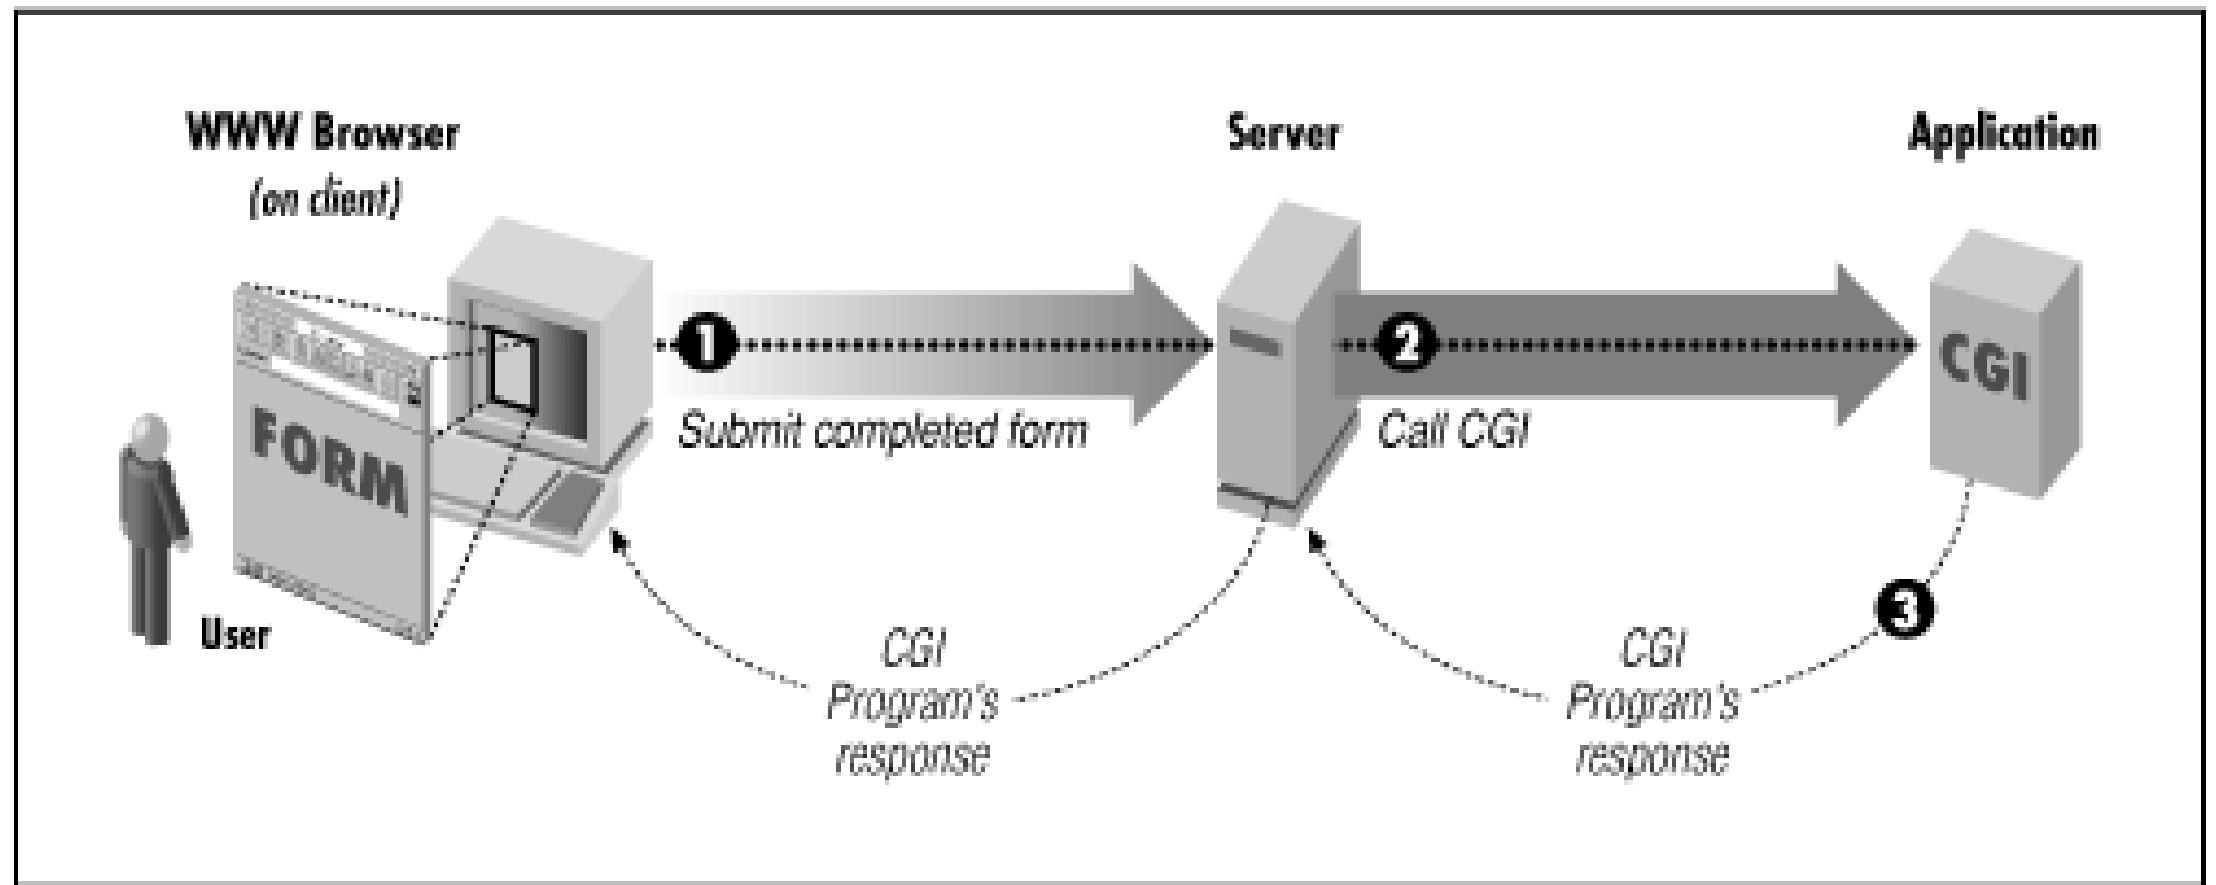 WWW Browser
(on client)
Server
Application
FORM
User
1
Submit completed form
2
Call CGI
CGI
3
CGI
Program's
response
CGI
Program's
response